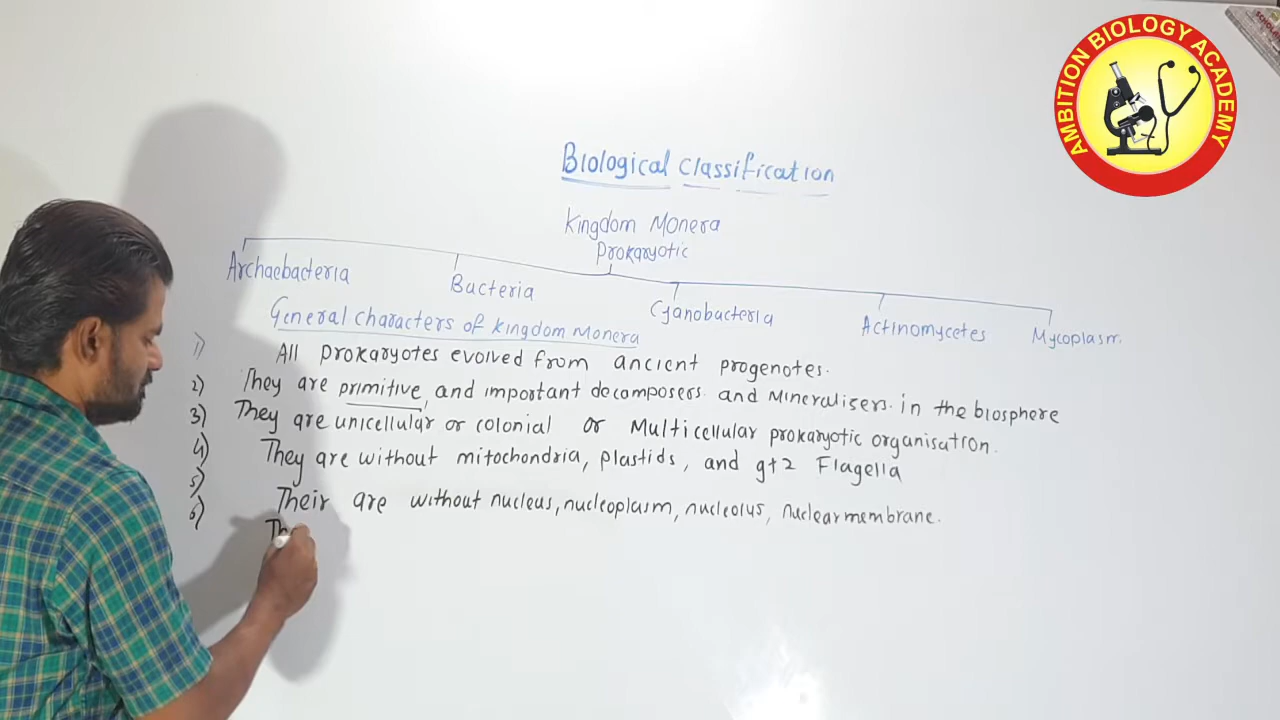 AMBITION BIOLOGY ACADEMY
Biological Classification
Kingdom Monera
Prokaryotic
Archaebacteria Bacteria Cyanobacteria Actinomycetes Mycoplasm.
General characters of Kingdom Monera
1) All prokaryotes evolved from ancient progenotes.
2) They are primitive, and important decomposers. and Mineralisers. in the biosphere
3) They are unicellular or colonial or Multicellular prokaryotic organisation.
4) They are without mitochondria, plastids, and 9+2 Flagella
5) Their are without nucleus, nucleoplasm, nucleolus, nuclear membrane.
6) The